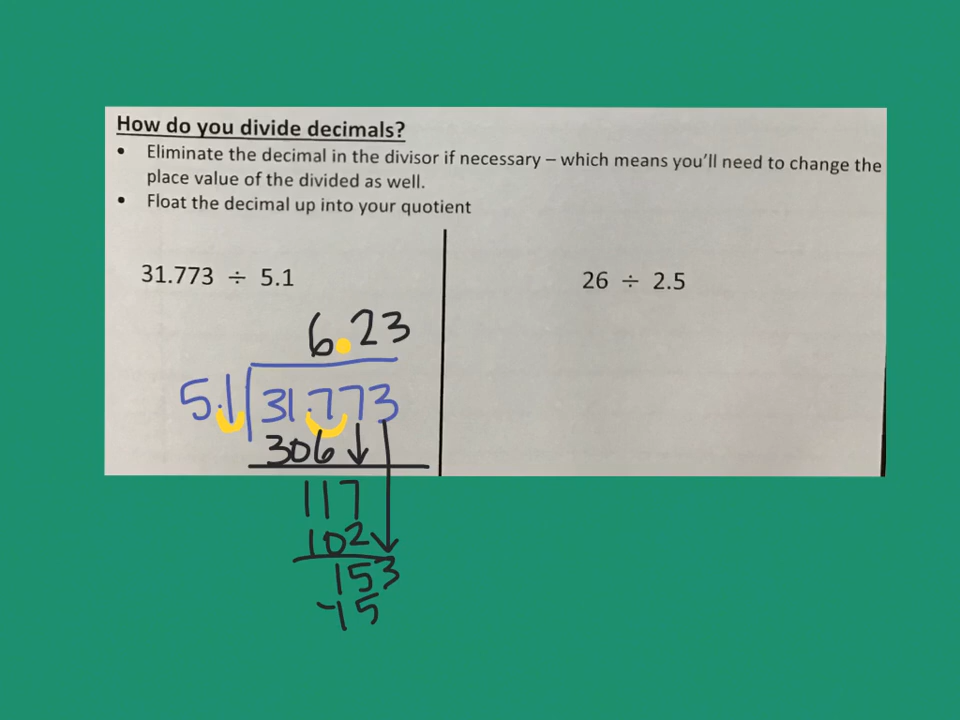 How do you divide decimals?
• Eliminate the decimal in the divisor if necessary – which means you'll need to change the
place value of the divided as well.
• Float the decimal up into your quotient
31.773 ÷ 5.1
26 ÷ 2.5
6.23
5.1 31.773
306
117
102
153
-15